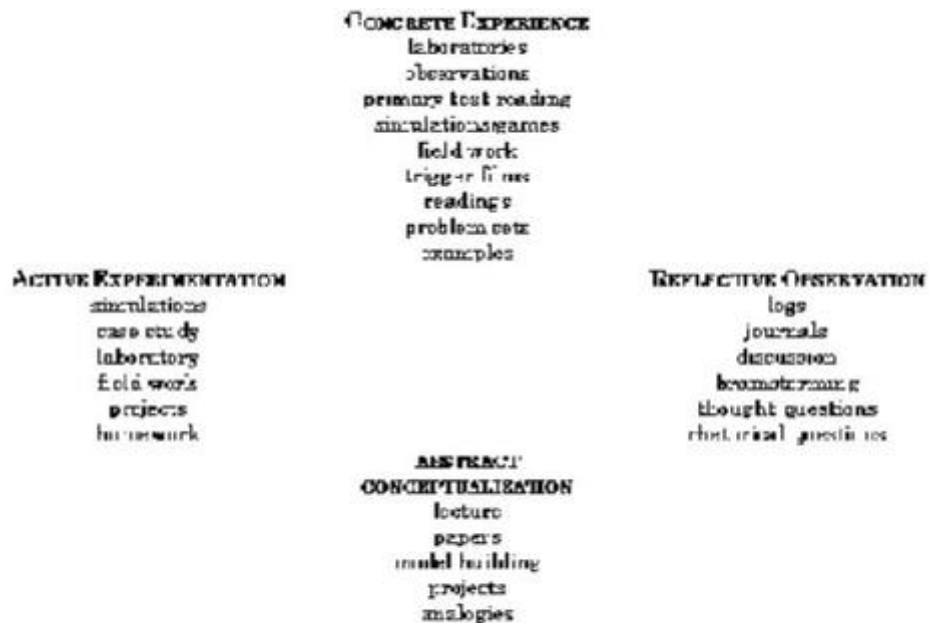 CONCRETE EXPERIENCE
laboratories
observations
primary text reading
simulations/games
field work
trigger films
readings
problem sets
examples
ACTIVE EXPERIMENTATION
simulations
case study
laboratory
field work
projects
homework
REFLECTIVE OBSERVATION
logs
journals
discussion
brainstorming
thought questions
rhetorical questions
ABSTRACT
CONCEPTUALIZATION
lecture
papers
model building
projects
analogies